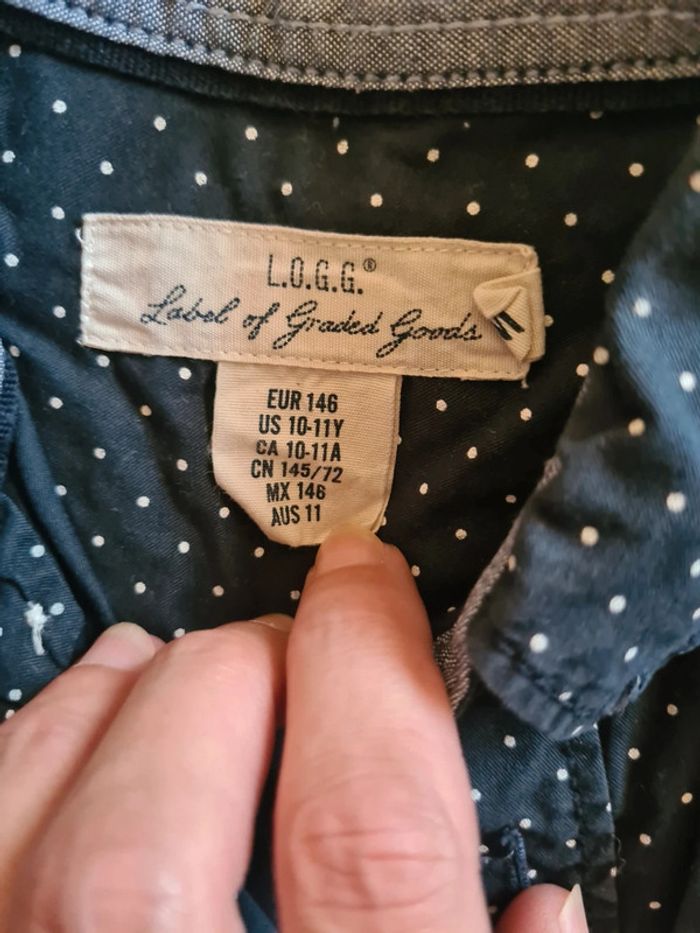 L.O.G.G.®
Label of Graded Goods
EUR 146
US 10-11Y
CA 10-11A
CN 145/72
MX 146
AUS 11